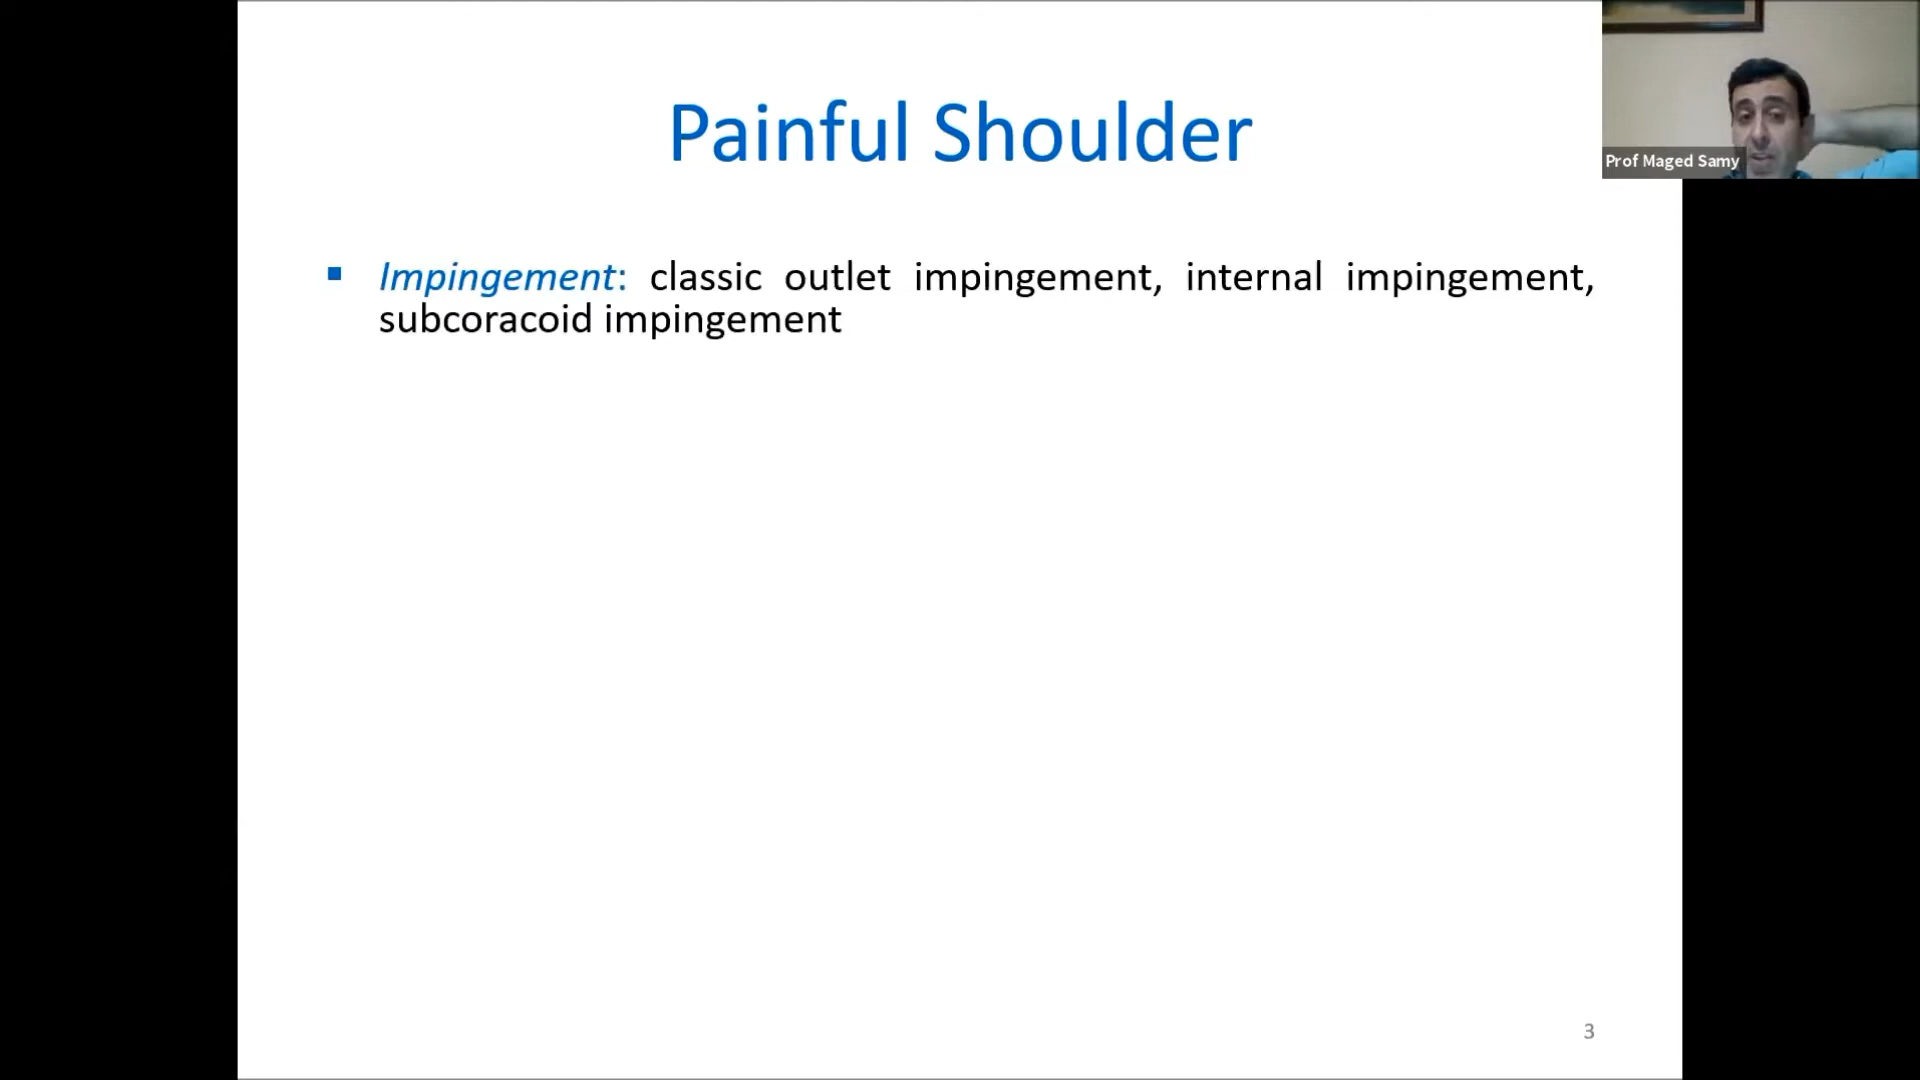 Painful Shoulder
Prof Maged Samy
▪ Impingement: classic outlet impingement, internal impingement,
subcoracoid impingement
3